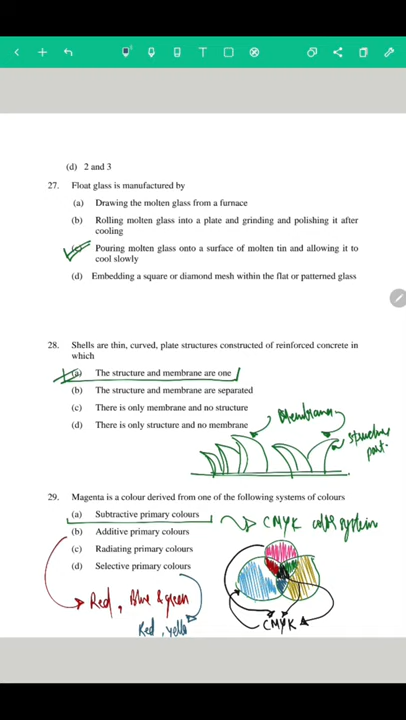 T
(d) 2 and 3
27. Float glass is manufactured by
(a) Drawing the molten glass from a furnace
(b) Rolling molten glass into a plate and grinding and polishing it after
cooling
(c) Pouring molten glass onto a surface of molten tin and allowing it to
cool slowly
(d) Embedding a square or diamond mesh within the flat or patterned glass
28. Shells are thin, curved, plate structures constructed of reinforced concrete in
which
(a) The structure and membrane are one
(b) The structure and membrane are separated
(c) There is only membrane and no structure
(d) There is only structure and no membrane
Membrane
structure
part.
29. Magenta is a colour derived from one of the following systems of colours
(a) Subtractive primary colours
(b) Additive primary colours
(c) Radiating primary colours
(d) Selective primary colours
CMYK color system
Red, Blue & green
Red, yello
CMYK